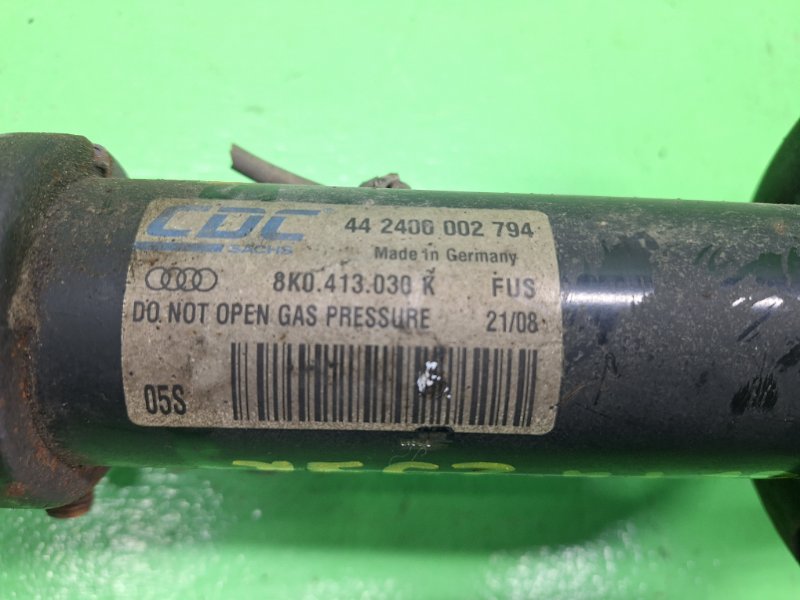 CDC
SACHS
44 2406 002 794
Made in Germany
8K0.413.030 K
FUS
DO NOT OPEN GAS PRESSURE
21/08
05S